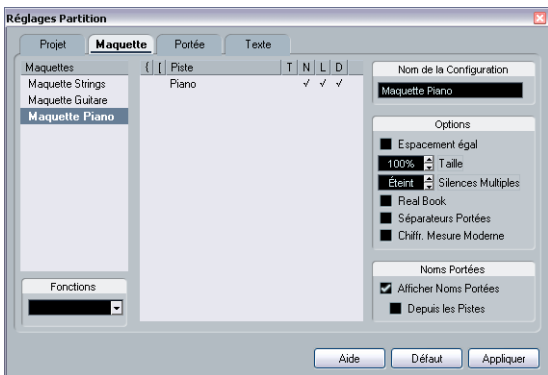 Réglages Partition
Projet Maquette Portée Texte
Maquettes
Maquette Strings
Maquette Guitare
Maquette Piano
{ [ Piste T N L D
Piano √ √ √
Nom de la Configuration
Maquette Piano
Options
Espacement égal
100% Taille
Éteint Silences Multiples
Real Book
Séparateurs Portées
Chiffr. Mesure Moderne
Noms Portées
Afficher Noms Portées
Depuis les Pistes
Fonctions
Aide Défaut Appliquer